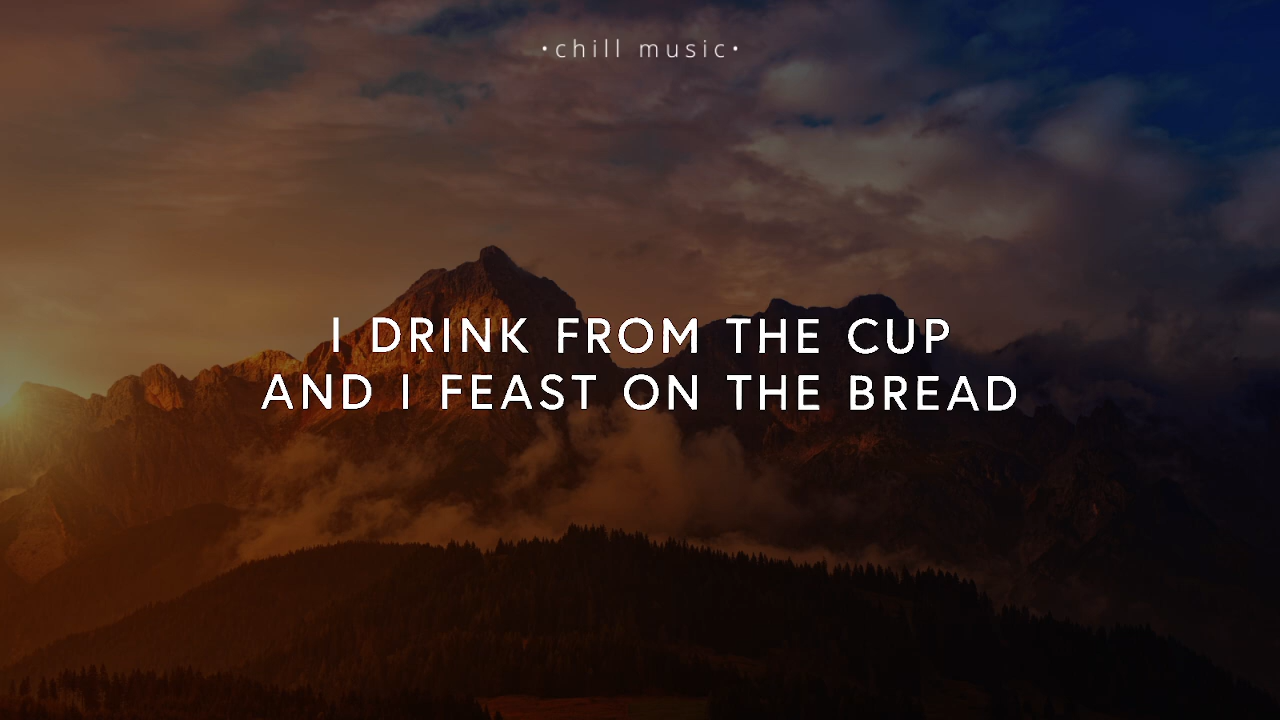 •chill music•
I DRINK FROM THE CUP
AND I FEAST ON THE BREAD